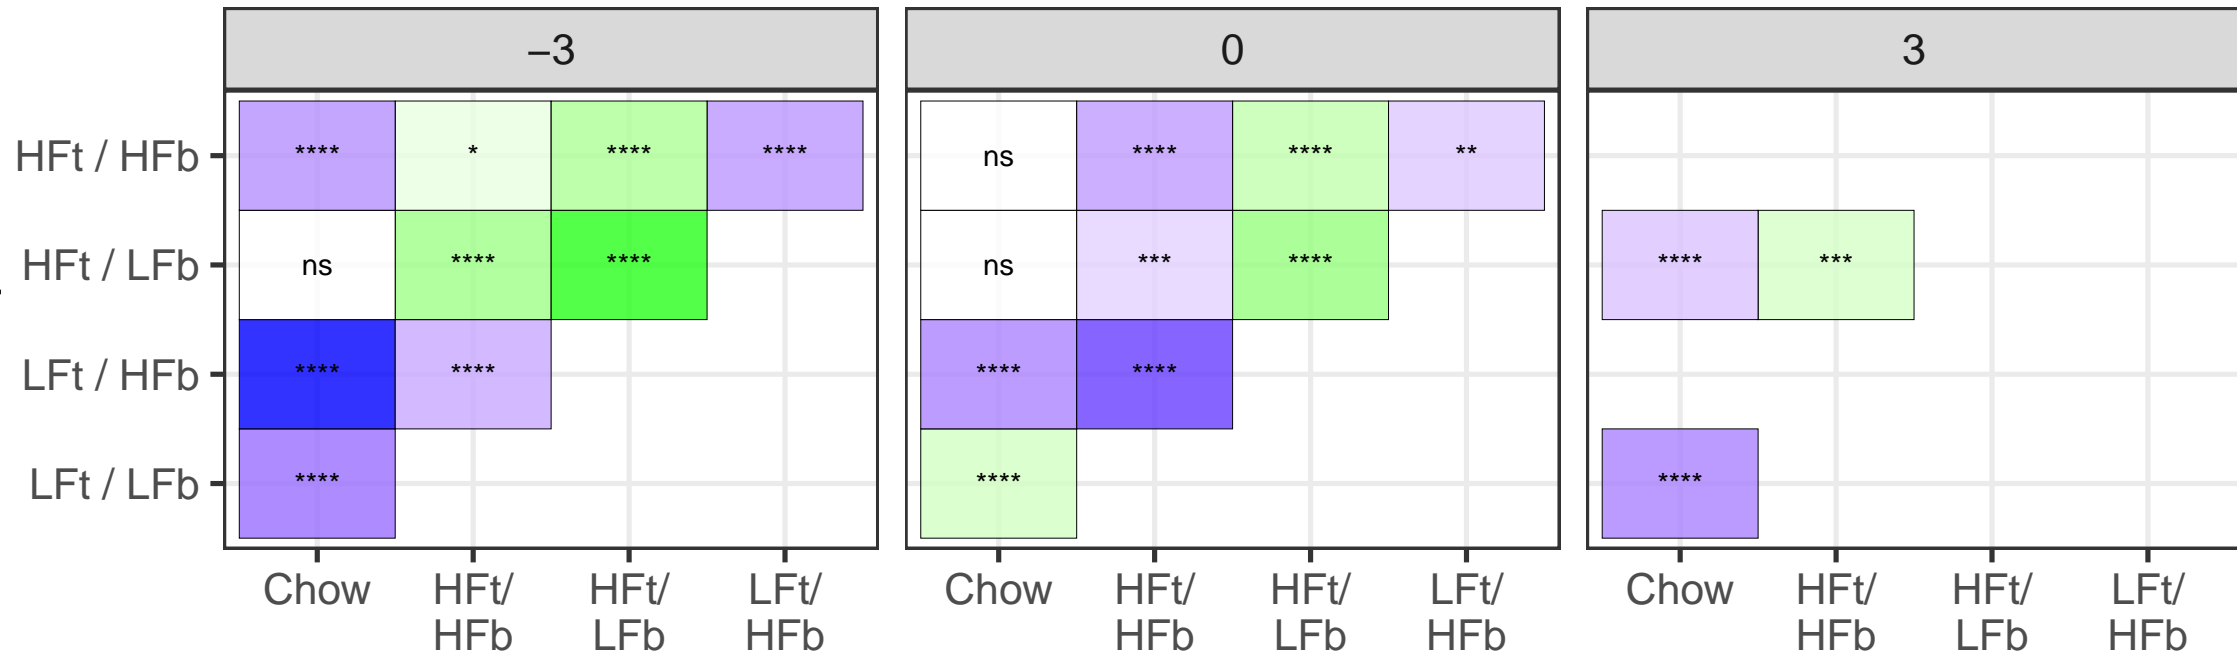 −3 0 3
HFt / HFb **** * **** **** ns **** **** **
HFt / LFb ns **** **** ns *** **** **** ***
LFt / HFb **** **** **** ****
LFt / LFb **** **** ****
Chow HFt/ HFt/ LFt/ Chow HFt/ HFt/ LFt/ Chow HFt/ HFt/ LFt/
HFb LFb HFb HFb LFb HFb HFb LFb HFb